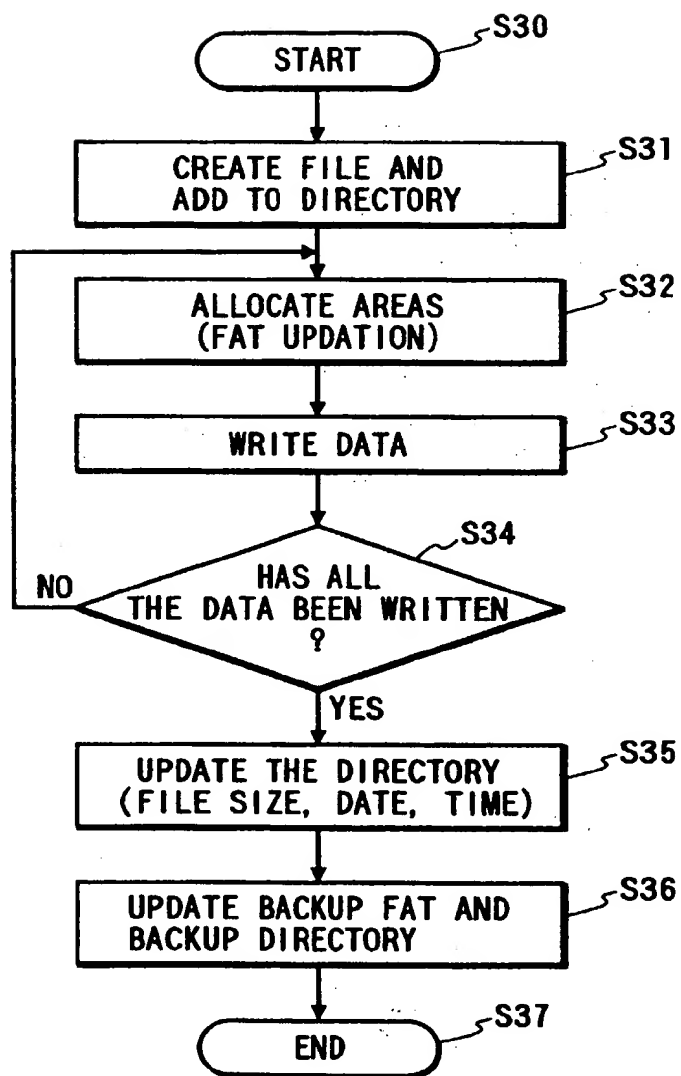 S30
START
S31
CREATE FILE AND
ADD TO DIRECTORY
S32
ALLOCATE AREAS
(FAT UPDATION)
S33
WRITE DATA
S34
HAS ALL
THE DATA BEEN WRITTEN
?
NO
YES
S35
UPDATE THE DIRECTORY
(FILE SIZE, DATE, TIME)
S36
UPDATE BACKUP FAT AND
BACKUP DIRECTORY
S37
END